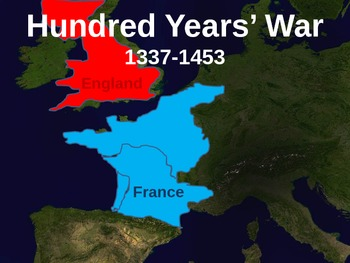 Hundred Years’ War
1337-1453
England
France